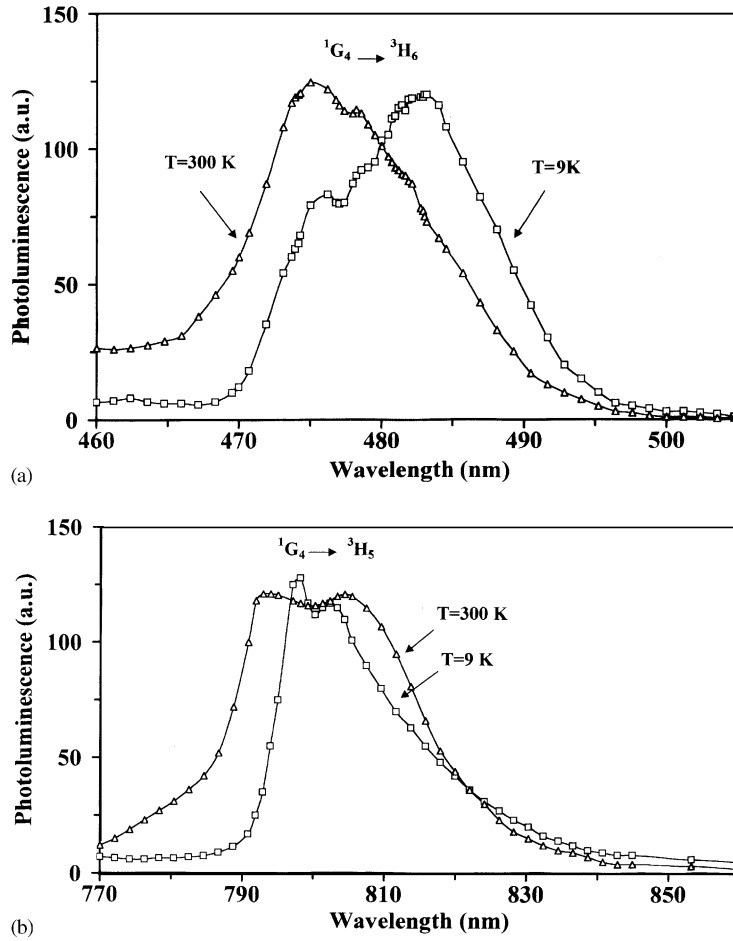 150
¹G₄ → ³H₆
100
T=300 K
T=9K
50
0
Photoluminescence (a.u.)
460 470 480 490 500
Wavelength (nm)
(a)
150
¹G₄ → ³H₅
T=300 K
100
T=9 K
50
0
Photoluminescence (a.u.)
770 790 810 830 850
Wavelength (nm)
(b)